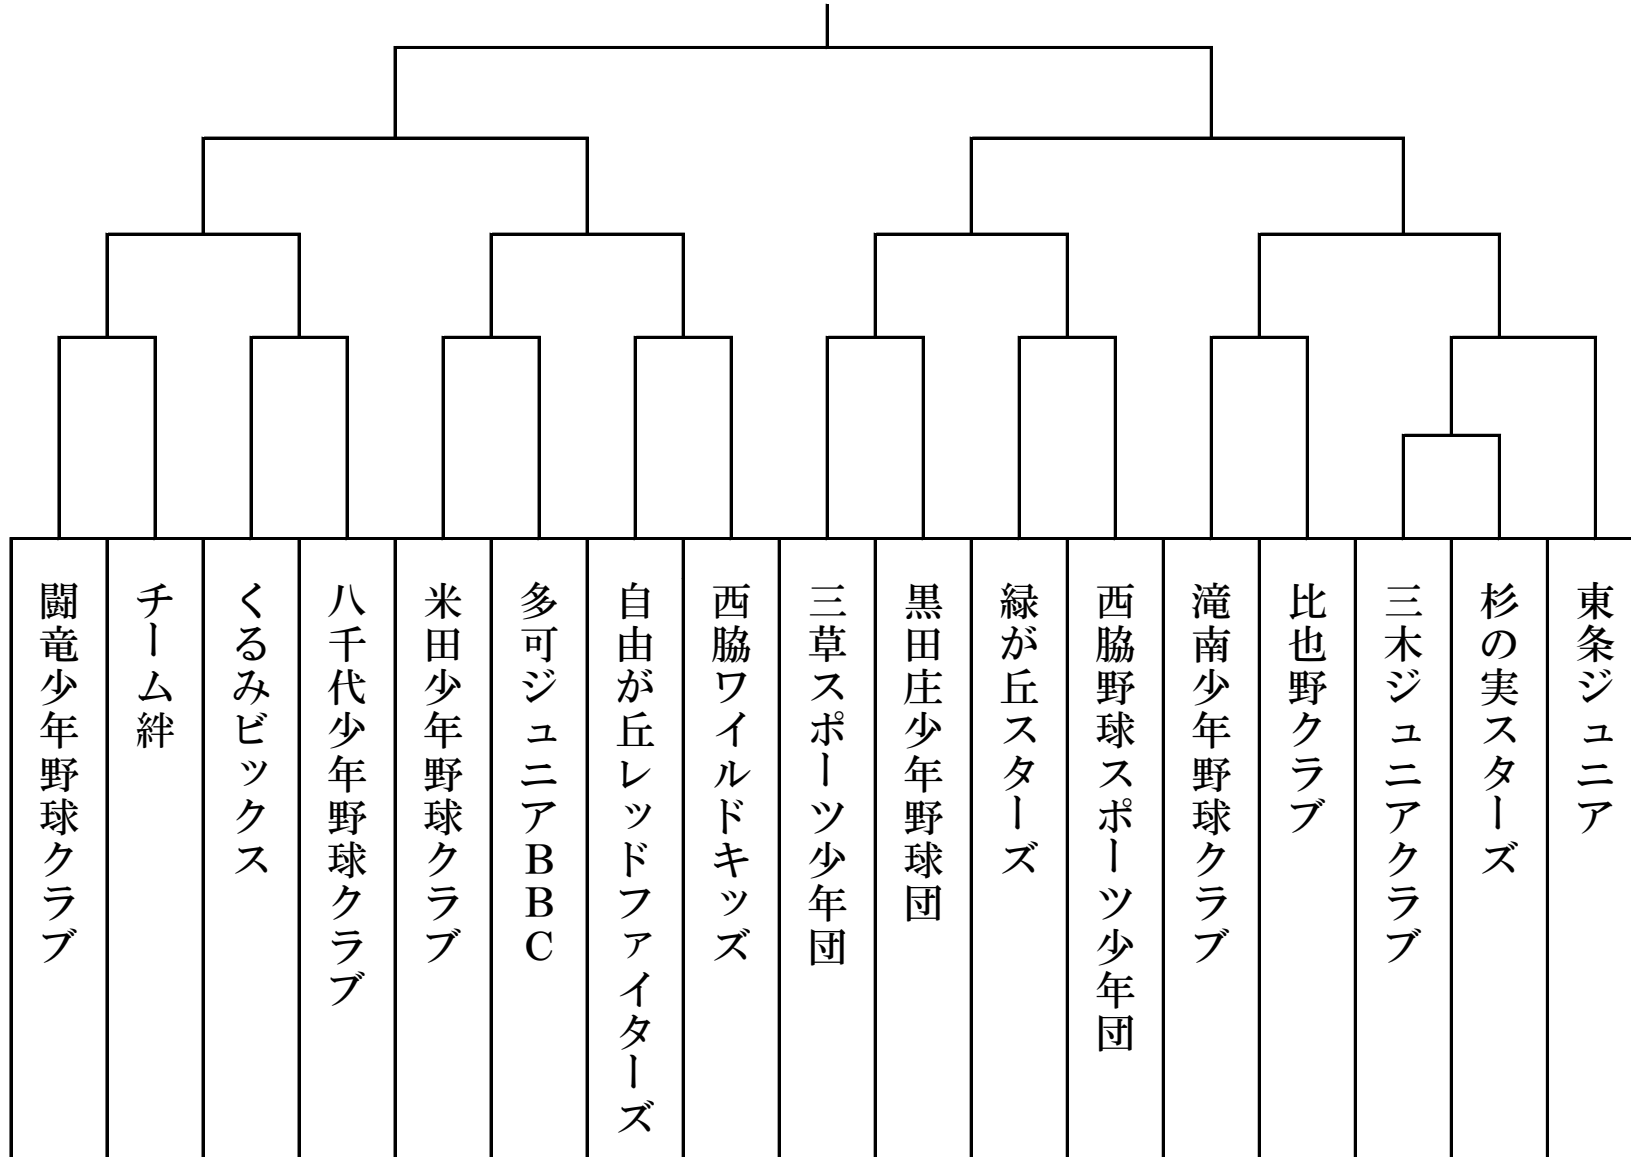 闘竜少年野球クラブ
チーム絆
くるみビックス
八千代少年野球クラブ
米田少年野球クラブ
多可ジュニアBBC
自由が丘レッドファイターズ
西脇ワイルドキッズ
三草スポーツ少年団
黒田庄少年野球団
緑が丘スターズ
西脇野球スポーツ少年団
滝南少年野球クラブ
比也野クラブ
三木ジュニアクラブ
杉の実スターズ
東条ジュニア